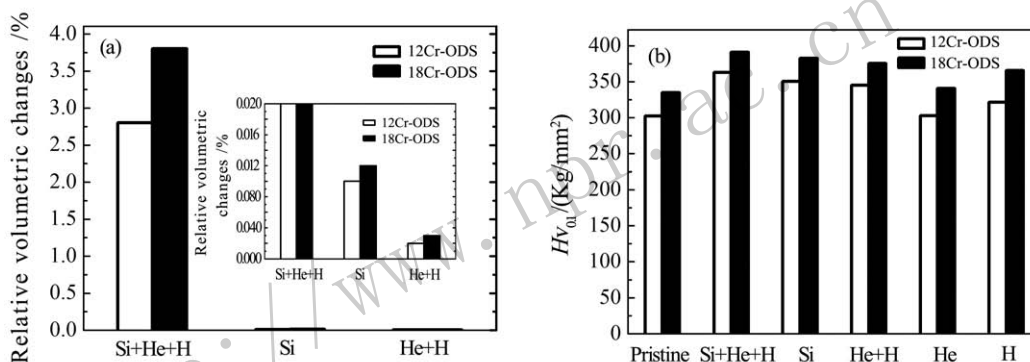 (a)
12Cr-ODS
18Cr-ODS
Relative volumetric changes /%
4.0
3.5
3.0
2.5
2.0
1.5
1.0
0.5
0.0
Si+He+H
Si
He+H
Relative volumetric
changes /%
0.020
0.016
0.012
0.008
0.040
0.000
12Cr-ODS
18Cr-ODS
Si+He+H
Si
He+H
(b)
12Cr-ODS
18Cr-ODS
Hv0.1/(Kg/mm²)
400
350
300
250
200
150
100
50
0
Pristine
Si+He+H
Si
He+H
He
H
://www.npr.ac.cn